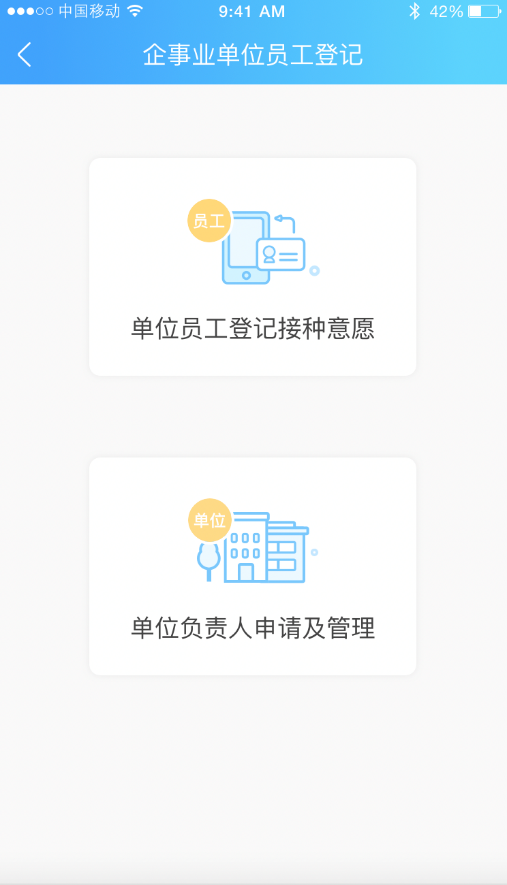 中国移动 9:41 AM 42%
企事业单位员工登记
员工
单位员工登记接种意愿
单位
单位负责人申请及管理